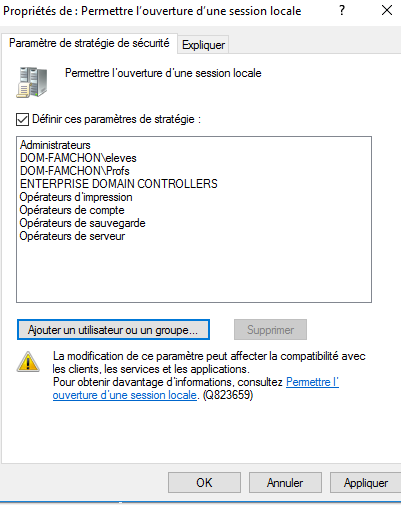 Propriétés de : Permettre l'ouverture d'une session locale
Paramètre de stratégie de sécurité
Expliquer
Permettre l'ouverture d'une session locale
Définir ces paramètres de stratégie :
Administrateurs
DOM-FAMCHON\eleves
DOM-FAMCHON\Profs
ENTERPRISE DOMAIN CONTROLLERS
Opérateurs d'impression
Opérateurs de compte
Opérateurs de sauvegarde
Opérateurs de serveur
Ajouter un utilisateur ou un groupe...
Supprimer
La modification de ce paramètre peut affecter la compatibilité avec
les clients, les services et les applications.
Pour obtenir davantage d'informations, consultez Permettre l'
ouverture d'une session locale. (Q823659)
OK
Annuler
Appliquer